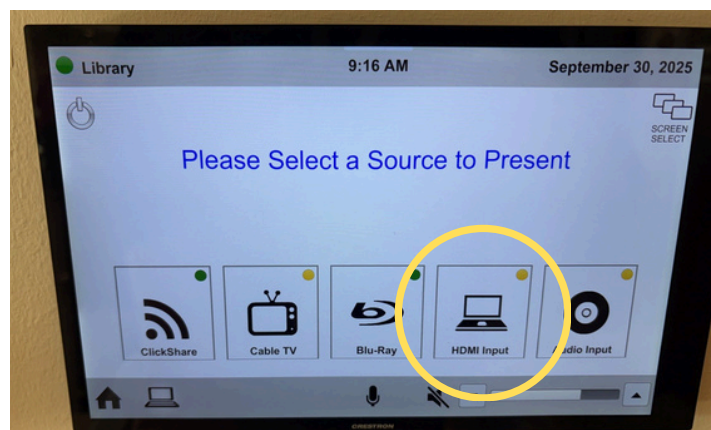 Library 9:16 AM September 30, 2025
SCREEN
SELECT
Please Select a Source to Present
ClickShare Cable TV Blu-Ray HDMI Input Audio Input
CRESTRON